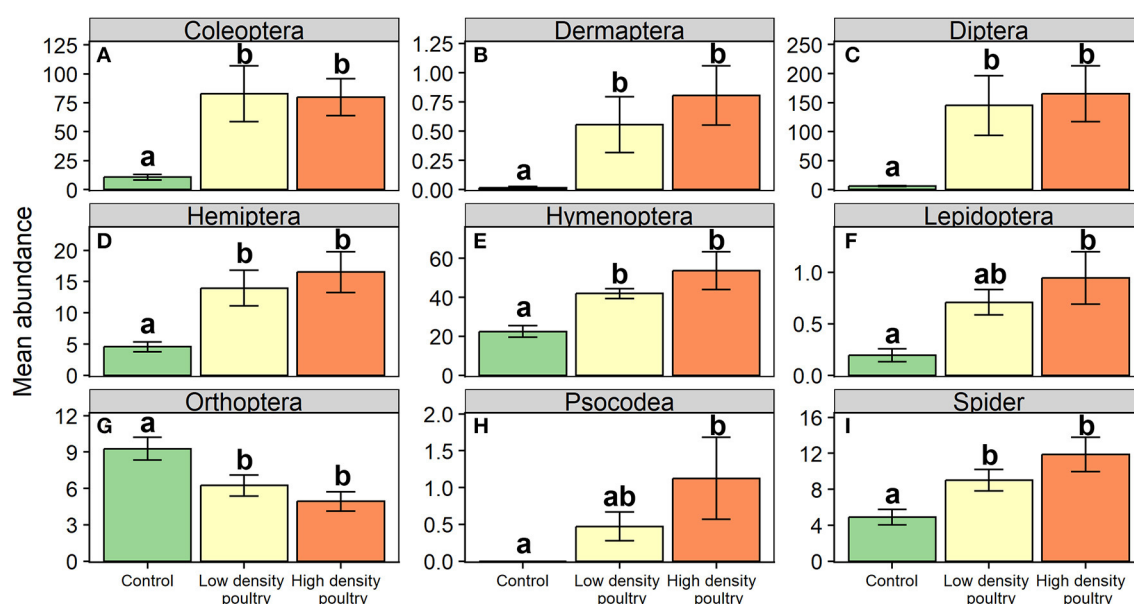 Mean abundance
Coleoptera
A
125
100
75
50
25
0
a
b
b
Dermaptera
B
1.25
1.00
0.75
0.50
0.25
0.00
a
b
b
Diptera
C
250
200
150
100
50
0
a
b
b
Hemiptera
D
20
15
10
5
0
a
b
b
Hymenoptera
E
60
40
20
0
a
b
b
Lepidoptera
F
1.0
0.5
0.0
a
ab
b
Orthoptera
G
12
9
6
3
0
a
b
b
Control
Low density
poultry
High density
poultry
Psocodea
H
2.0
1.5
1.0
0.5
0.0
a
ab
b
Control
Low density
poultry
High density
poultry
Spider
I
16
12
8
4
0
a
b
b
Control
Low density
poultry
High density
poultry